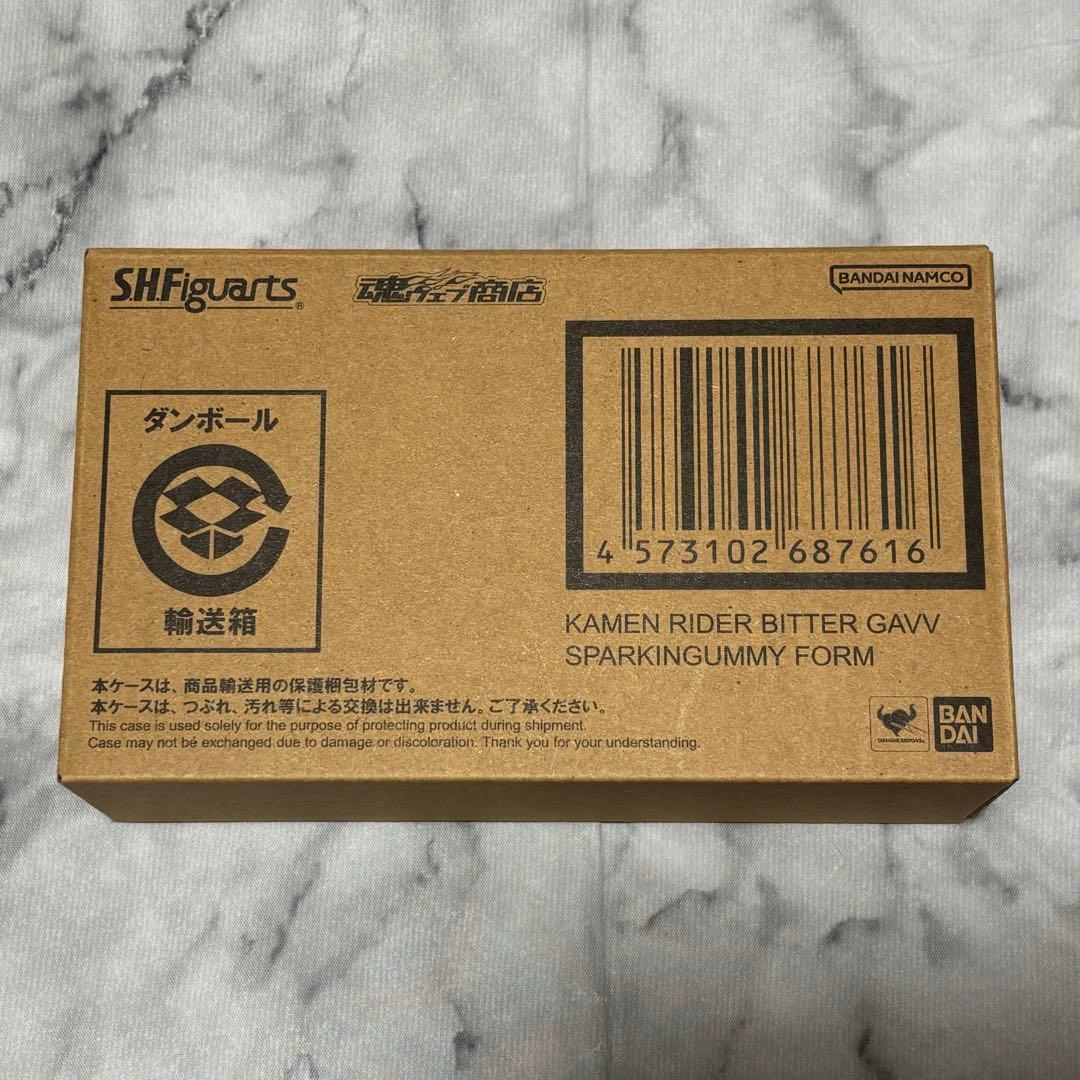 S.H.Figuarts®
魂ウェブ商店
BANDAI NAMCO
ダンボール
輸送箱
4 573102 687616
KAMEN RIDER BITTER GAVV
SPARKINGUMMY FORM
本ケースは、商品輸送用の保護梱包材です。
本ケースは、つぶれ、汚れ等による交換は出来ません。ご了承ください。
This case is used solely for the purpose of protecting product during shipment.
Case may not be exchanged due to damage or discoloration. Thank you for your understanding.
TAMASHII NATIONS
BAN
DAI